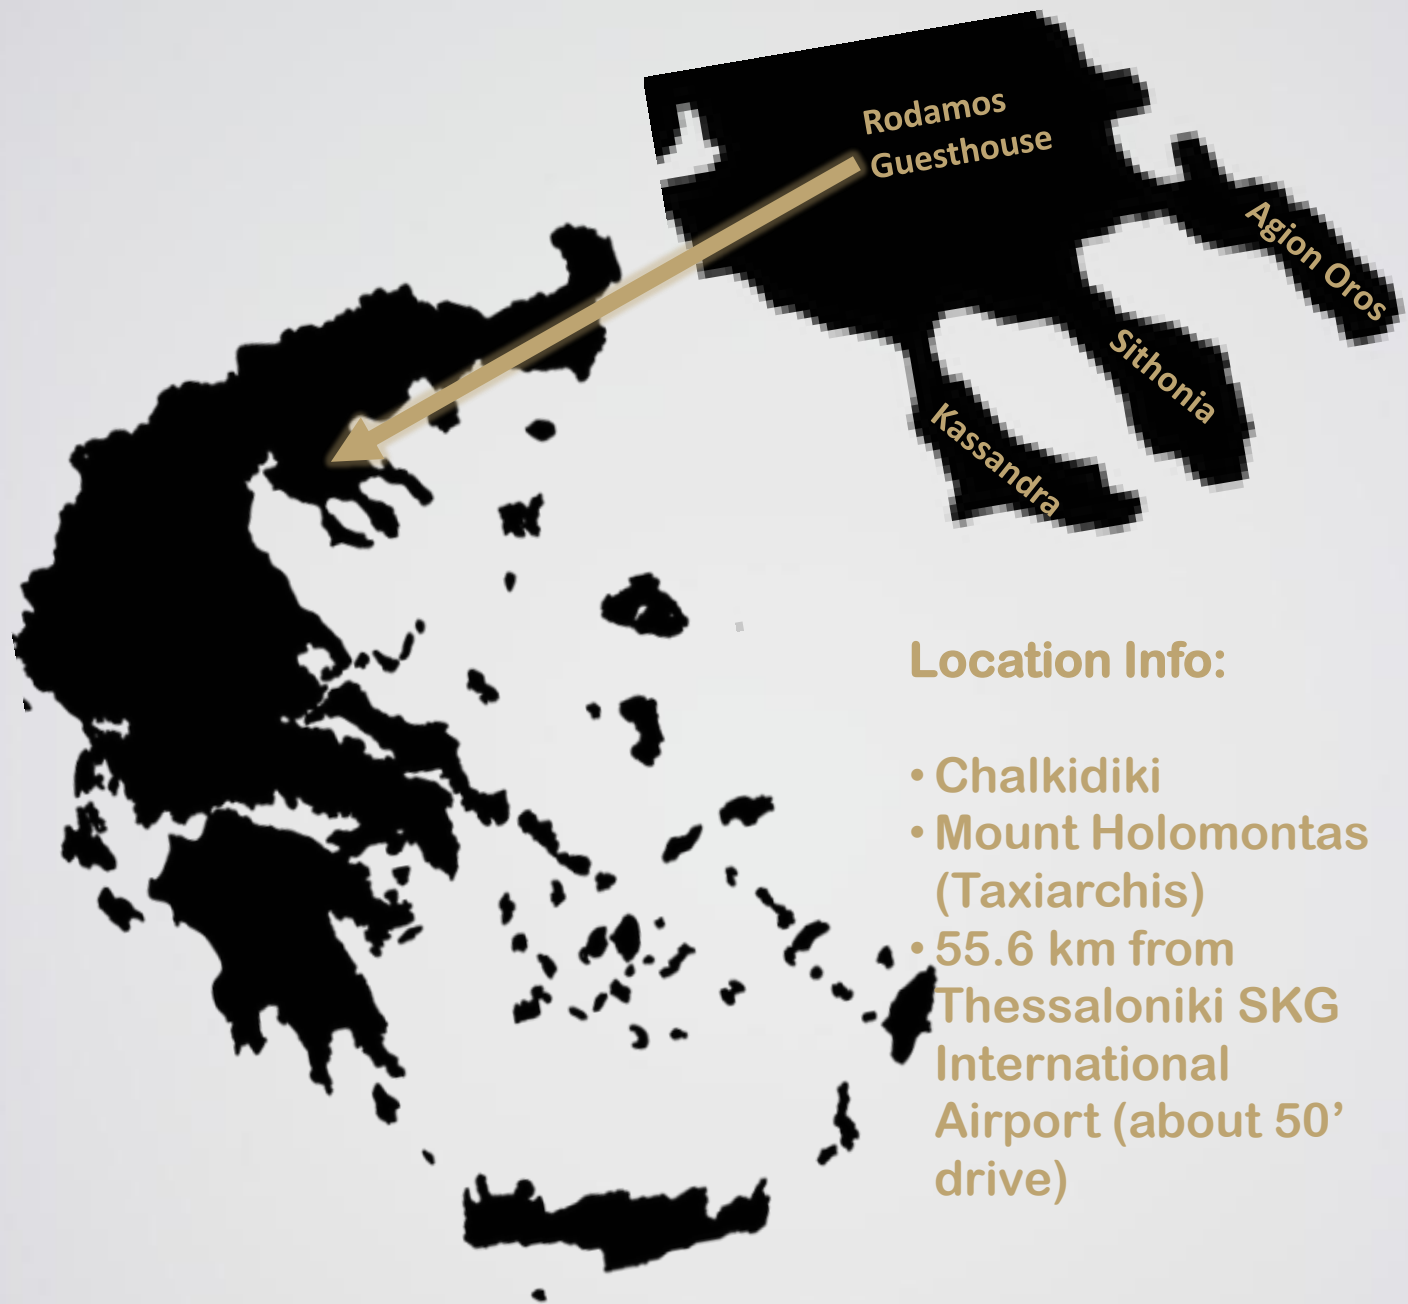 Rodamos
Guesthouse
Agion Oros
Sithonia
Kassandra
Location Info:
• Chalkidiki
• Mount Holomontas
(Taxiarchis)
• 55.6 km from
Thessaloniki SKG
International
Airport (about 50’
drive)